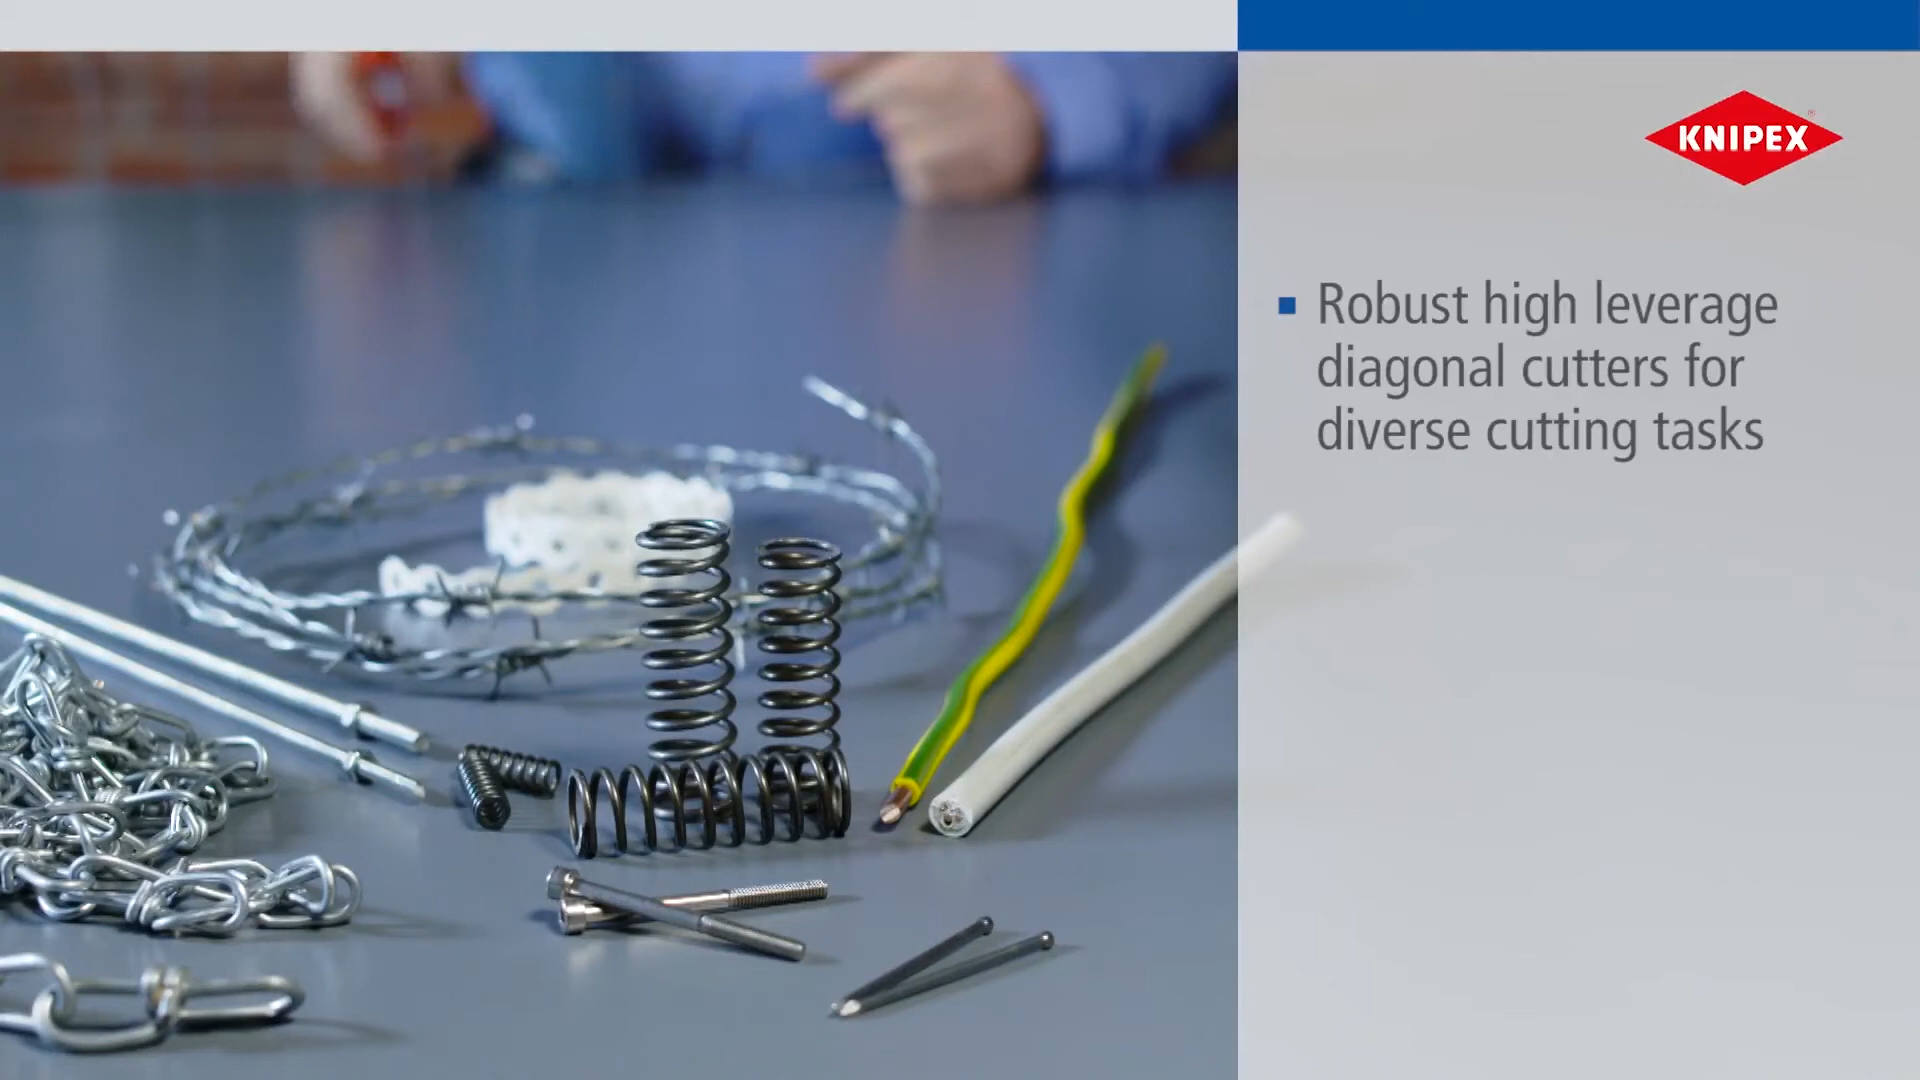 KNIPEX
Robust high leverage
diagonal cutters for
diverse cutting tasks